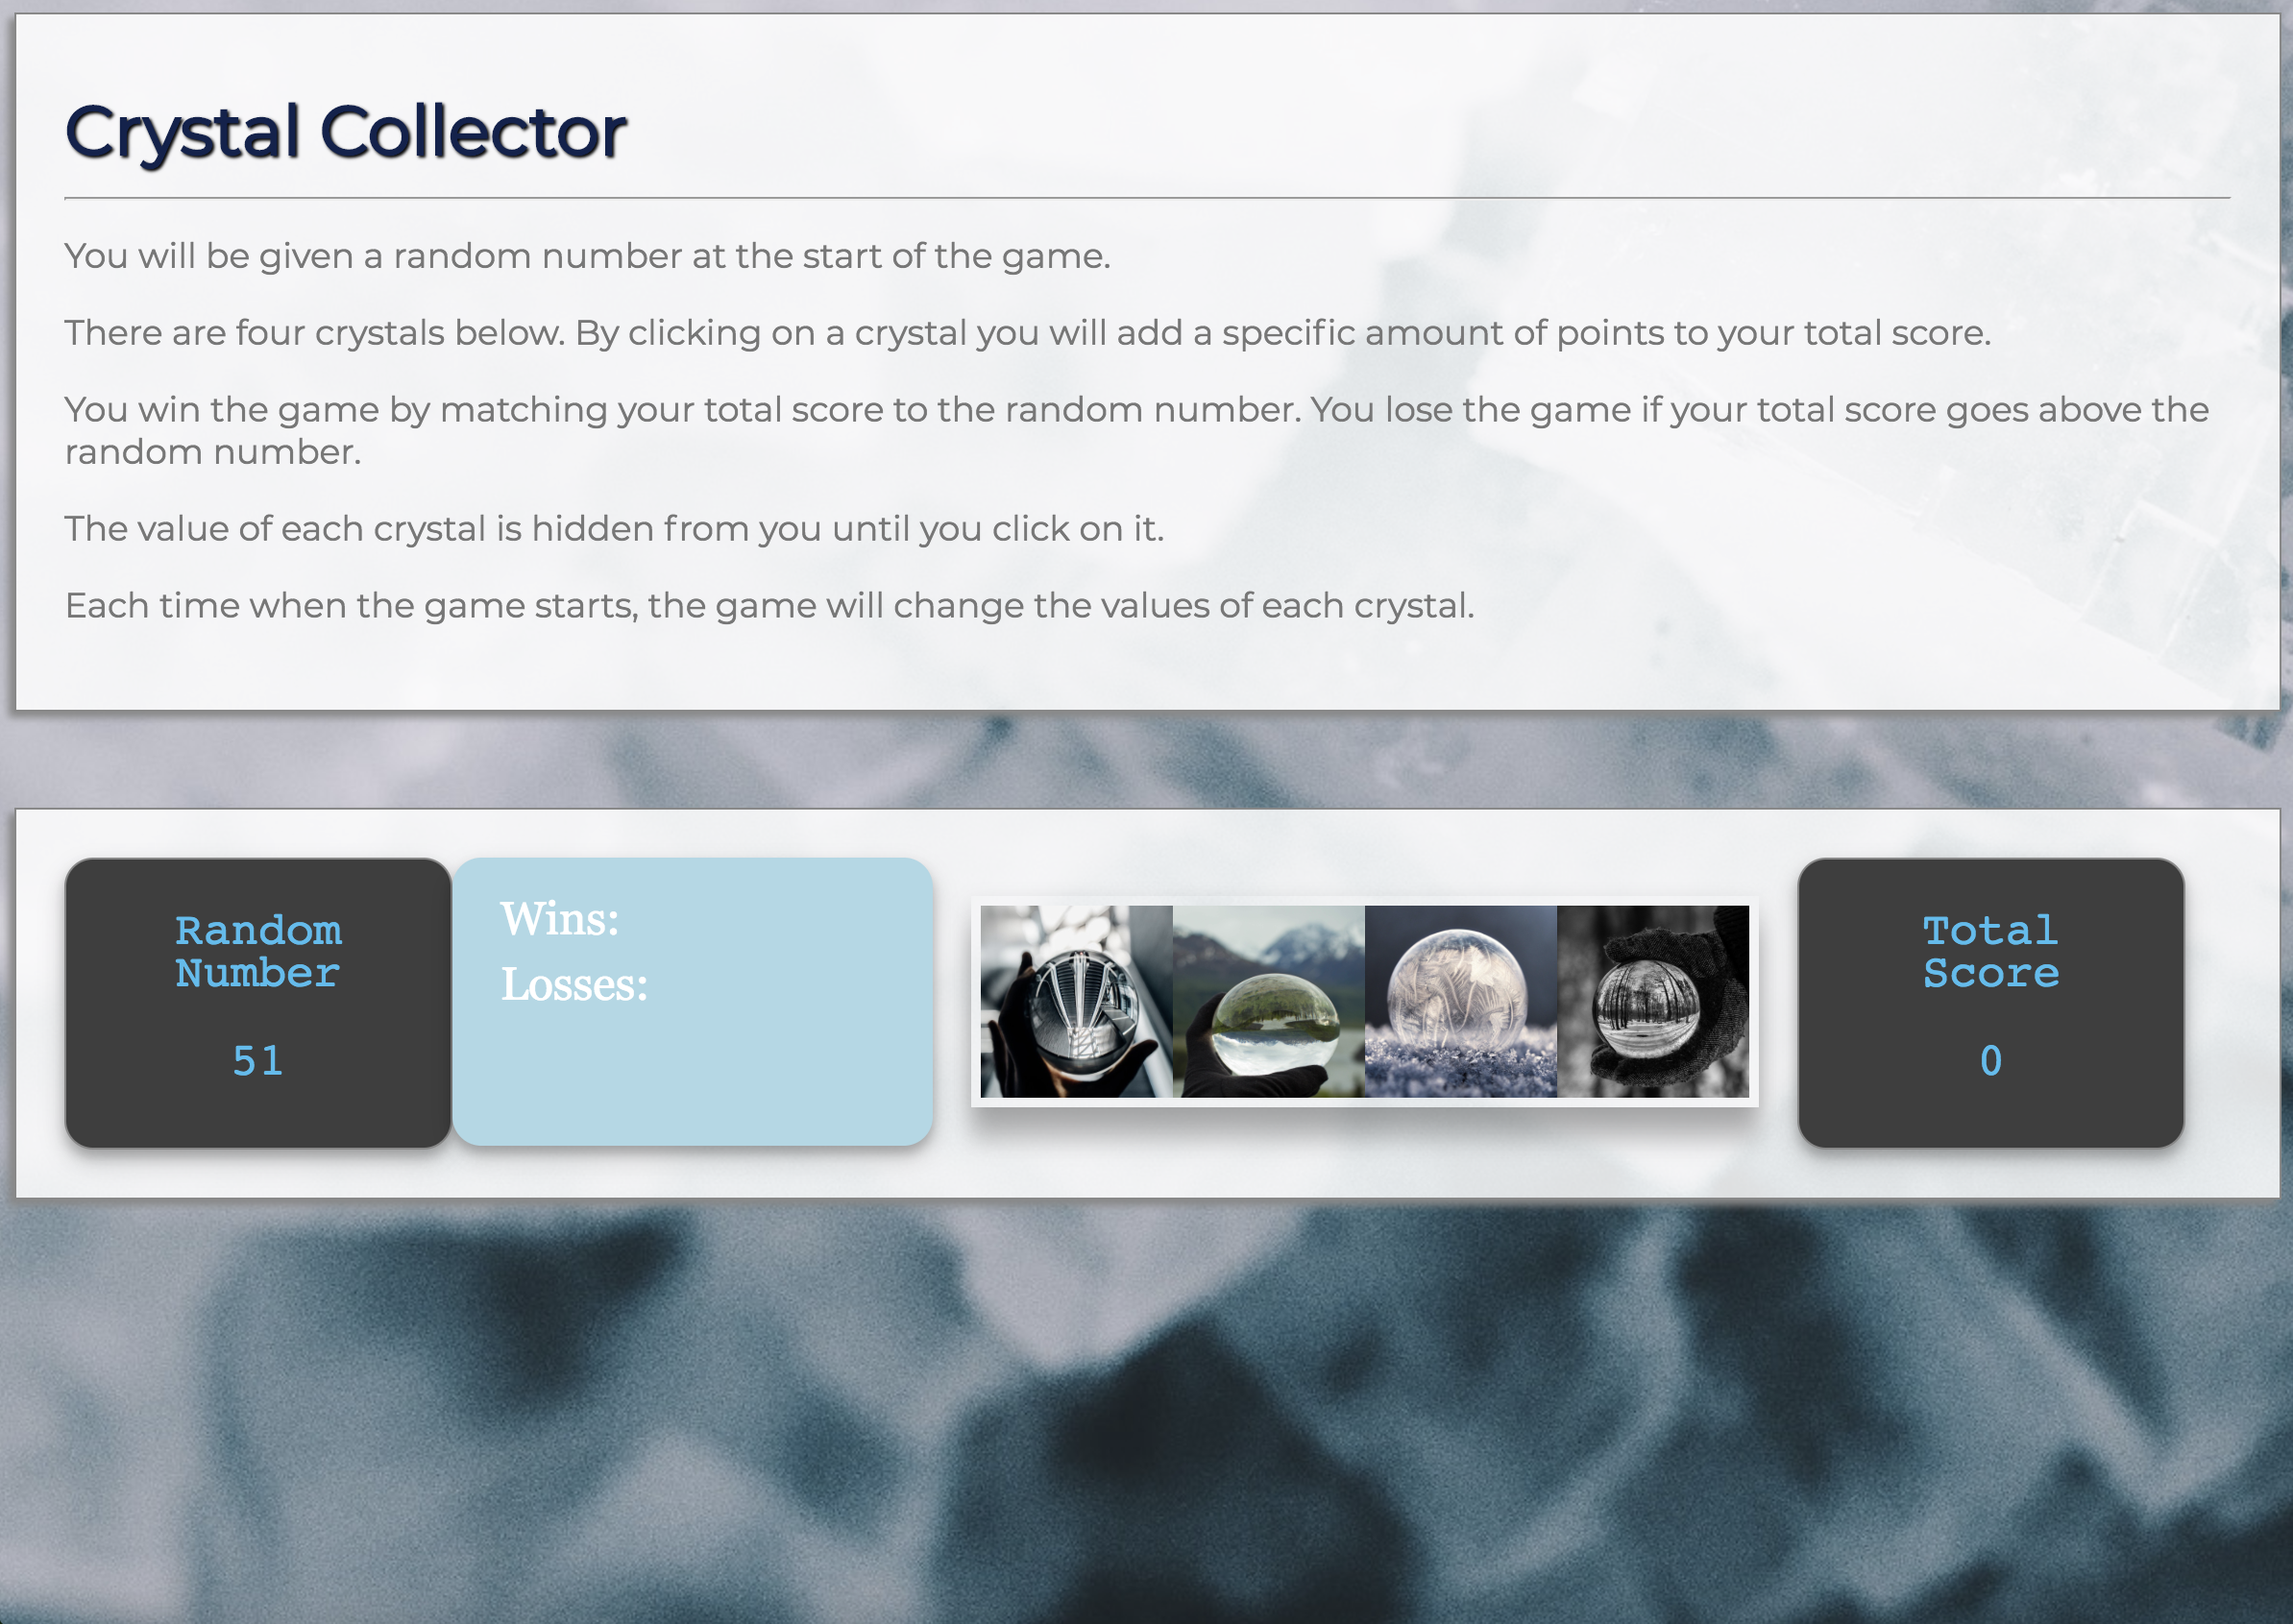 Crystal Collector
You will be given a random number at the start of the game.
There are four crystals below. By clicking on a crystal you will add a specific amount of points to your total score.
You win the game by matching your total score to the random number. You lose the game if your total score goes above the
random number.
The value of each crystal is hidden from you until you click on it.
Each time when the game starts, the game will change the values of each crystal.
Random
Number
51
Wins:
Losses:
Total
Score
0